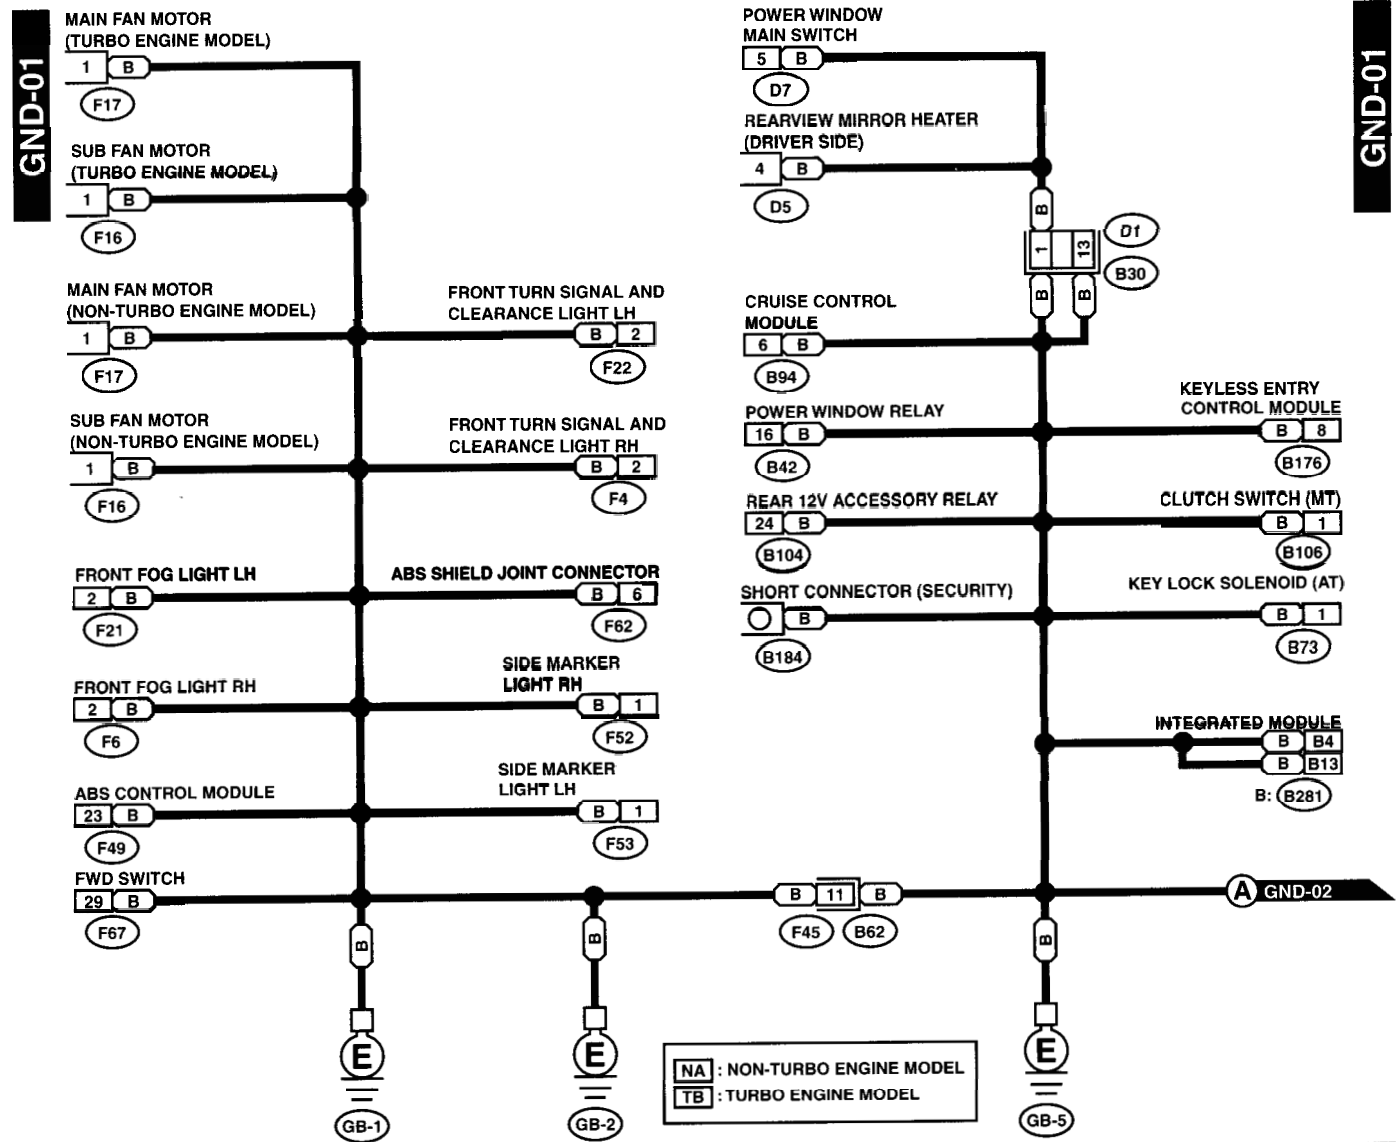 GND-01
MAIN FAN MOTOR
(TURBO ENGINE MODEL)
1 B
F17
SUB FAN MOTOR
(TURBO ENGINE MODEL)
1 B
F16
MAIN FAN MOTOR
(NON-TURBO ENGINE MODEL)
1 B
F17
SUB FAN MOTOR
(NON-TURBO ENGINE MODEL)
1 B
F16
FRONT FOG LIGHT LH
2 B
F21
FRONT FOG LIGHT RH
2 B
F6
ABS CONTROL MODULE
23 B
F49
FWD SWITCH
29 B
F67
FRONT TURN SIGNAL AND
CLEARANCE LIGHT LH
B 2
F22
FRONT TURN SIGNAL AND
CLEARANCE LIGHT RH
B 2
F4
ABS SHIELD JOINT CONNECTOR
B 6
F62
SIDE MARKER
LIGHT RH
B 1
F52
SIDE MARKER
LIGHT LH
B 1
F53
B
E
GB-1
B
E
GB-2
B 11 B
F45 B62
POWER WINDOW
MAIN SWITCH
5 B
D7
REARVIEW MIRROR HEATER
(DRIVER SIDE)
4 B
D5
B
1 13
D1
B30
B B
CRUISE CONTROL
MODULE
6 B
B94
POWER WINDOW RELAY
16 B
B42
REAR 12V ACCESSORY RELAY
24 B
B104
SHORT CONNECTOR (SECURITY)
B
B184
KEYLESS ENTRY
CONTROL MODULE
B 8
B176
CLUTCH SWITCH (MT)
B 1
B106
KEY LOCK SOLENOID (AT)
B 1
B73
INTEGRATED MODULE
B B4
B B13
B: B281
A GND-02
B
E
GB-5
NA : NON-TURBO ENGINE MODEL
TB : TURBO ENGINE MODEL
GND-01